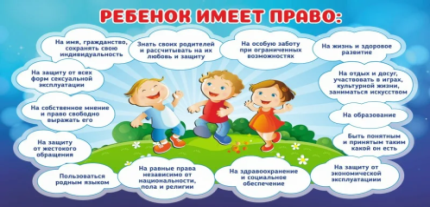 РЕБЕНОК ИМЕЕТ ПРАВО:
На имя, гражданство,
сохранять свою
индивидуальность
Знать своих родителей
и рассчитывать на их
любовь и защиту
На особую заботу
при ограниченных
возможностях
На жизнь и здоровое
развитие
На защиту от всех
форм сексуальной
эксплуатации
На отдых и досуг,
участвовать в играх,
культурной жизни,
заниматься искусством
На собственное мнение
и право свободно
выражать его
На образование
На защиту
от жестокого
обращения
Быть понятным
и принятым таким
какой он есть
Пользоваться
родным языком
На равные права
независимо от
национальности,
пола и религии
На здравоохранение
и социальное
обеспечение
На защиту от
экономической
эксплуатации